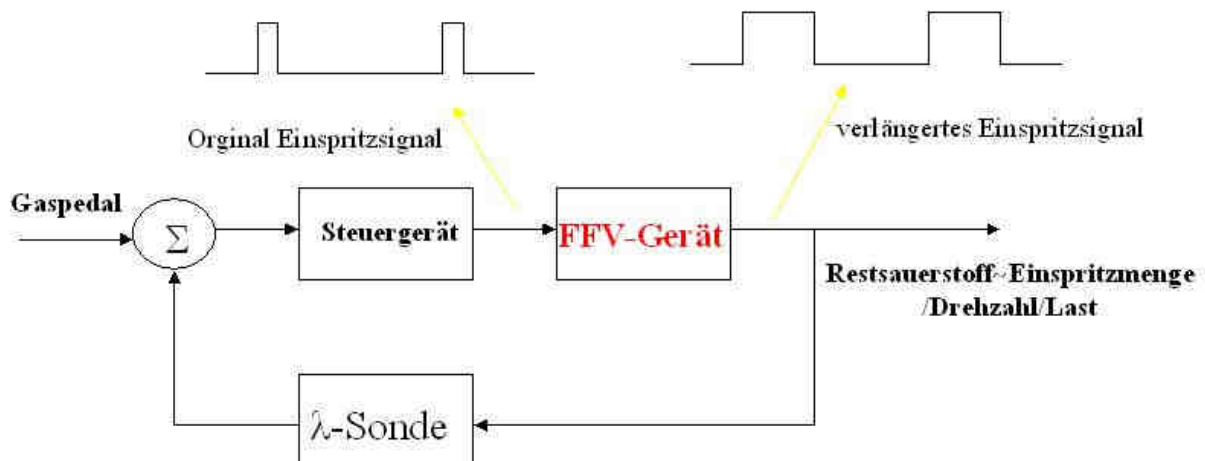 Orginal Einspritzsignal
verlängertes Einspritzsignal
Gaspedal
Σ
Steuergerät
FFV-Gerät
Restsauerstoff~Einspritzmenge
/Drehzahl/Last
λ-Sonde